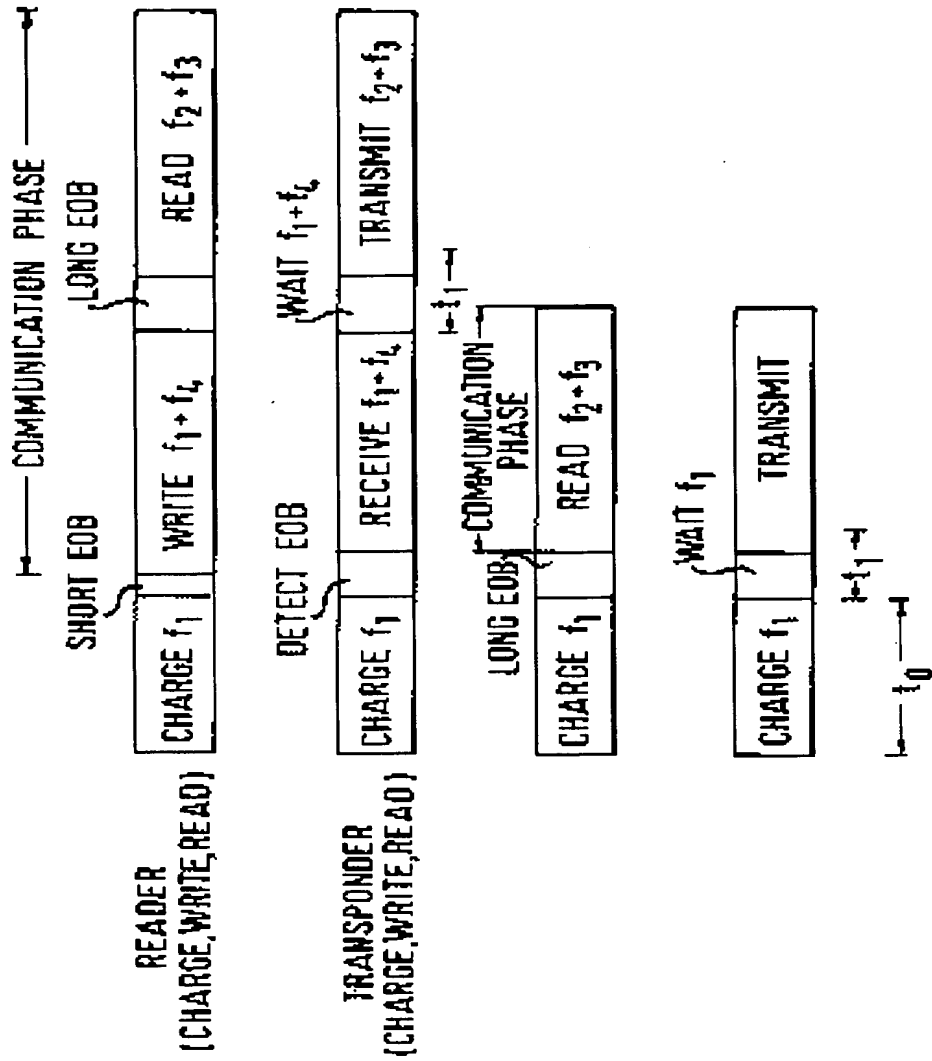 COMMUNICATION PHASE
SHORT EOB
LONG EOB
READER
(CHARGE,WRITE,READ)
CHARGE f₁
WRITE f₁+f₄
READ f₂+f₃
DETECT EOB
WAIT f₁+f₄
TRANSPONDER
(CHARGE,WRITE,READ)
CHARGE f₁
RECEIVE f₁+f₄
TRANSMIT f₂+f₃
t₁
COMMUNICATION
PHASE
LONG EOB
CHARGE f₁
READ f₂+f₃
WAIT f₁
CHARGE f₁
TRANSMIT
t₁
t₀